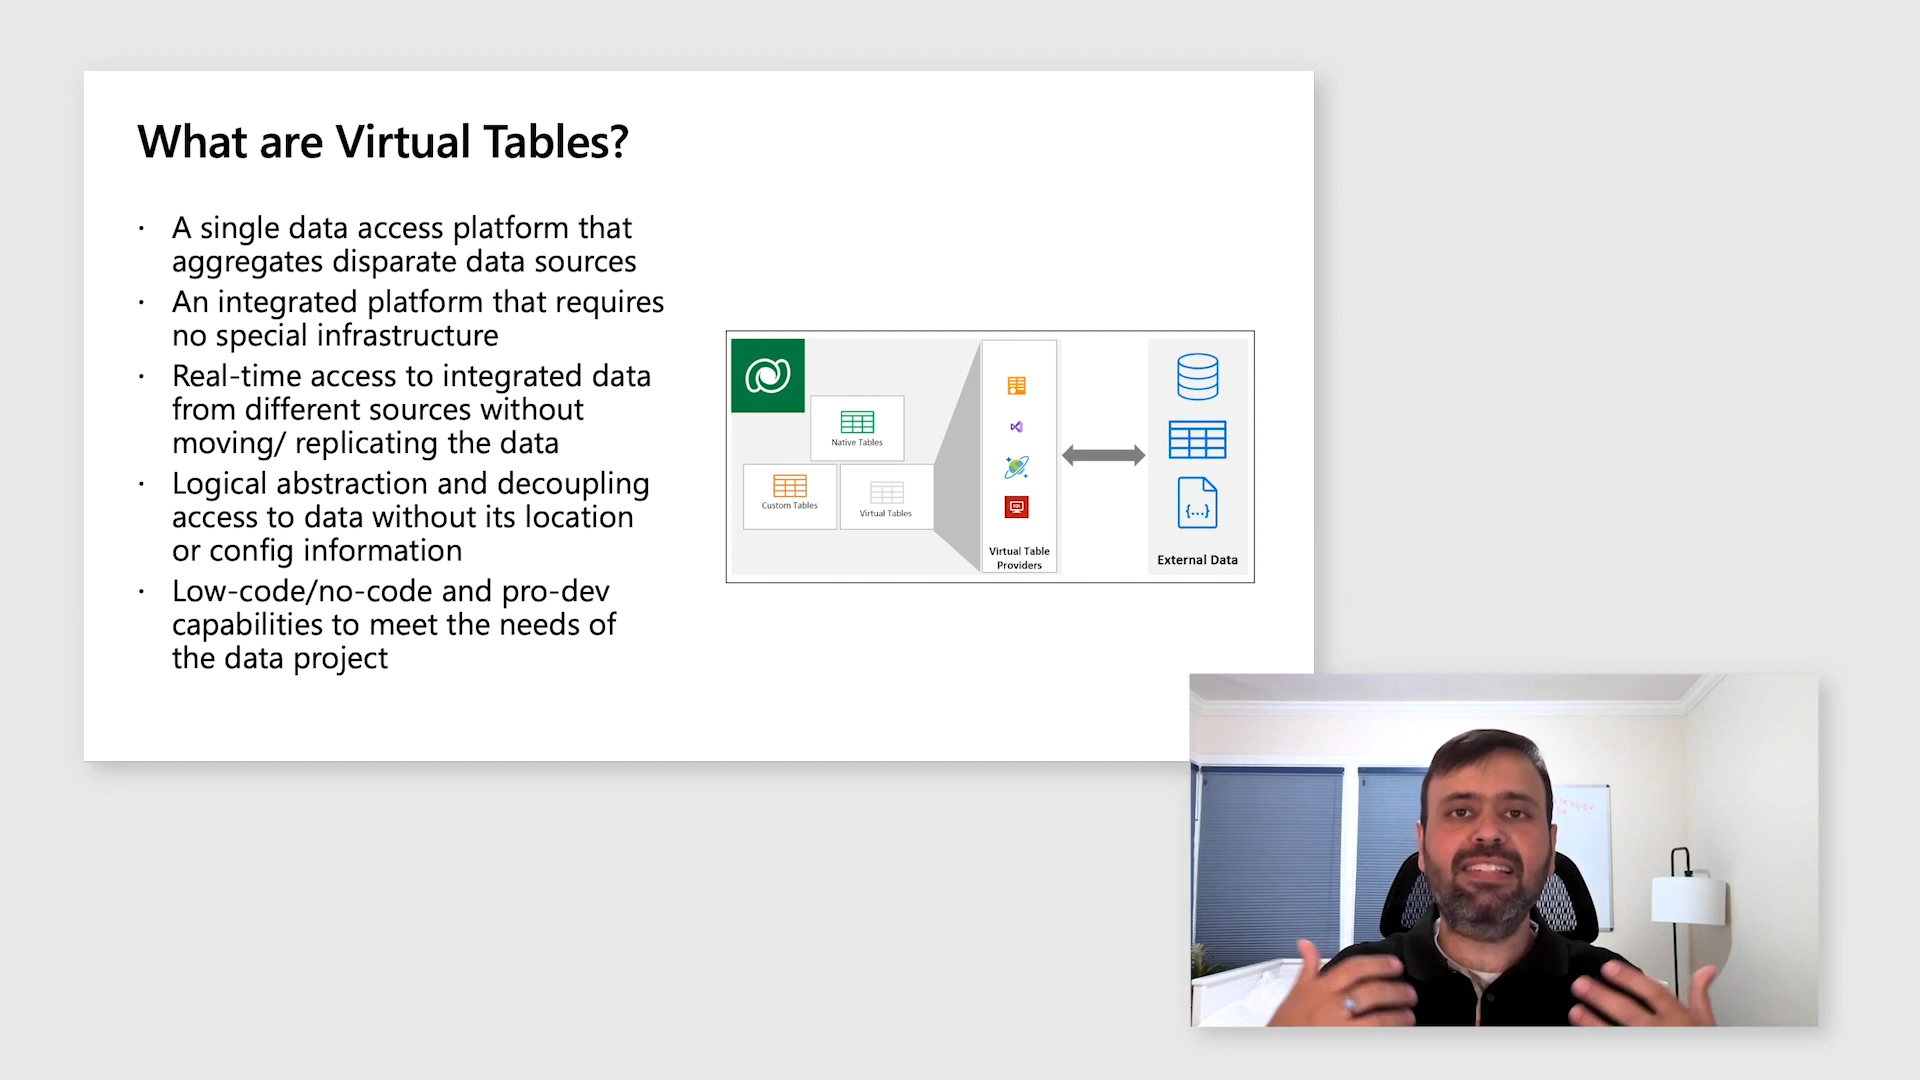 What are Virtual Tables?
· A single data access platform that
aggregates disparate data sources
· An integrated platform that requires
no special infrastructure
· Real-time access to integrated data
from different sources without
moving/ replicating the data
· Logical abstraction and decoupling
access to data without its location
or config information
· Low-code/no-code and pro-dev
capabilities to meet the needs of
the data project
Native Tables
Custom Tables
Virtual Tables
Virtual Table
Providers
{...}
External Data